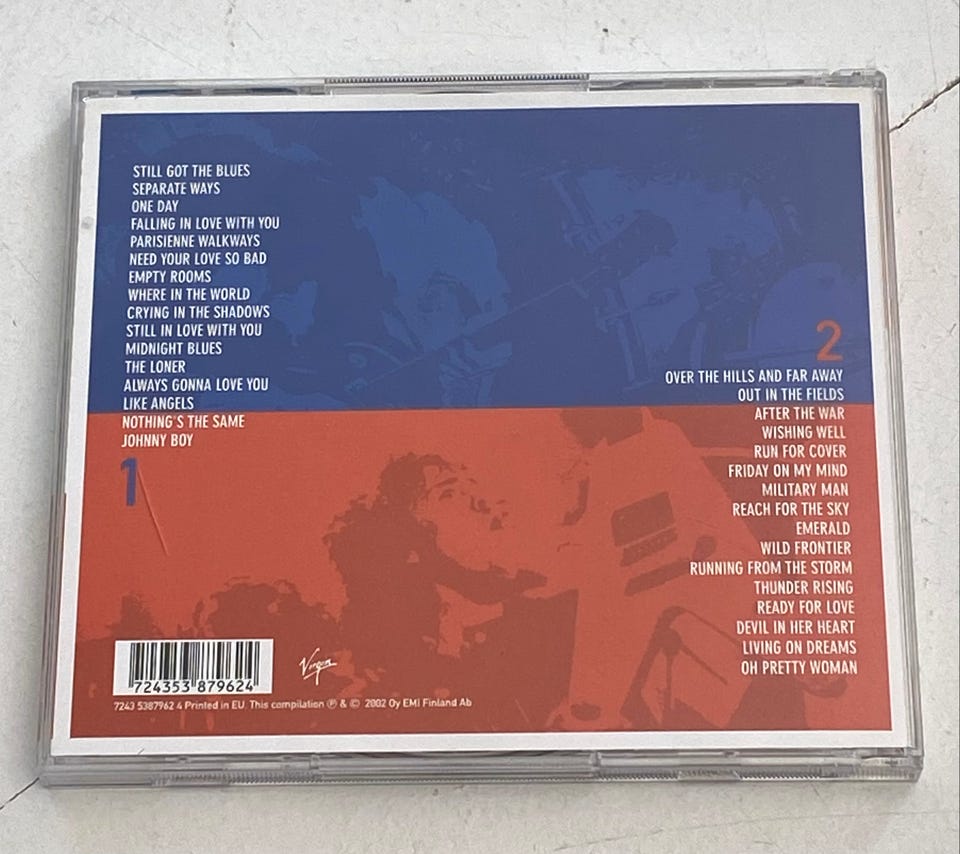 STILL GOT THE BLUES
SEPARATE WAYS
ONE DAY
FALLING IN LOVE WITH YOU
PARISIENNE WALKWAYS
NEED YOUR LOVE SO BAD
EMPTY ROOMS
WHERE IN THE WORLD
CRYING IN THE SHADOWS
STILL IN LOVE WITH YOU
MIDNIGHT BLUES
THE LONER
ALWAYS GONNA LOVE YOU
LIKE ANGELS
NOTHING'S THE SAME
JOHNNY BOY
1
2
OVER THE HILLS AND FAR AWAY
OUT IN THE FIELDS
AFTER THE WAR
WISHING WELL
RUN FOR COVER
FRIDAY ON MY MIND
MILITARY MAN
REACH FOR THE SKY
EMERALD
WILD FRONTIER
RUNNING FROM THE STORM
THUNDER RISING
READY FOR LOVE
DEVIL IN HER HEART
LIVING ON DREAMS
OH PRETTY WOMAN
7 24353 87962 4
Virgin
7243 5387962 4 Printed in EU. This compilation ℗ & © 2002 Oy EMI Finland Ab